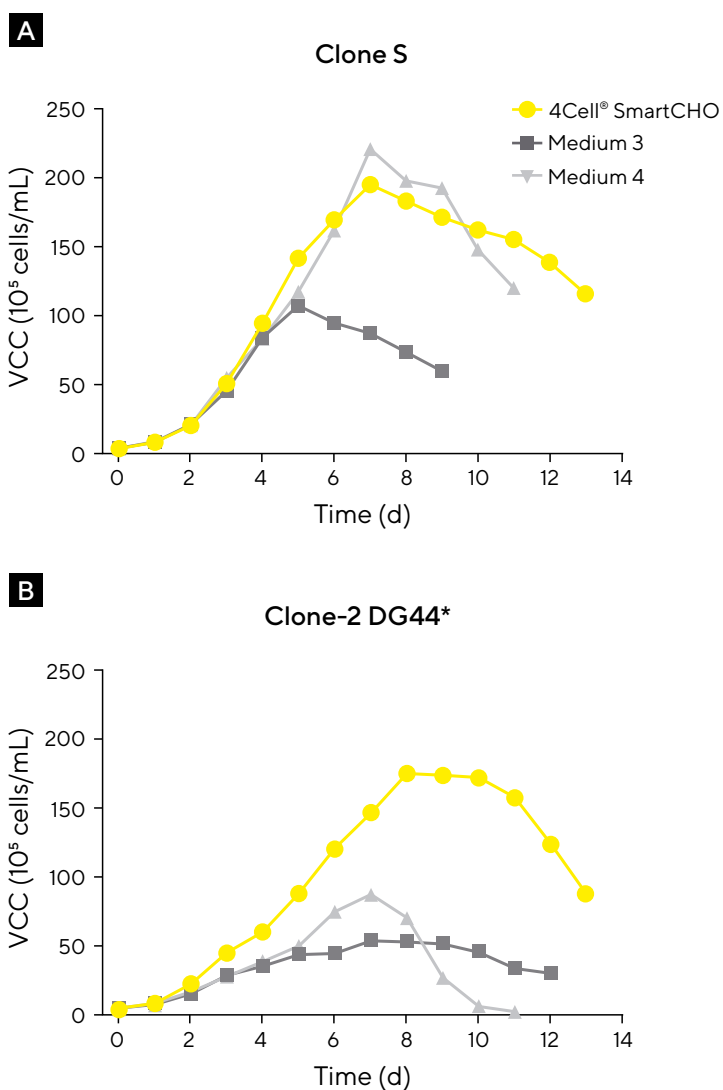 A
Clone S
4Cell® SmartCHO
Medium 3
Medium 4
VCC (10⁵ cells/mL)
250
200
150
100
50
0
0 2 4 6 8 10 12 14
Time (d)
B
Clone-2 DG44*
VCC (10⁵ cells/mL)
250
200
150
100
50
0
0 2 4 6 8 10 12 14
Time (d)